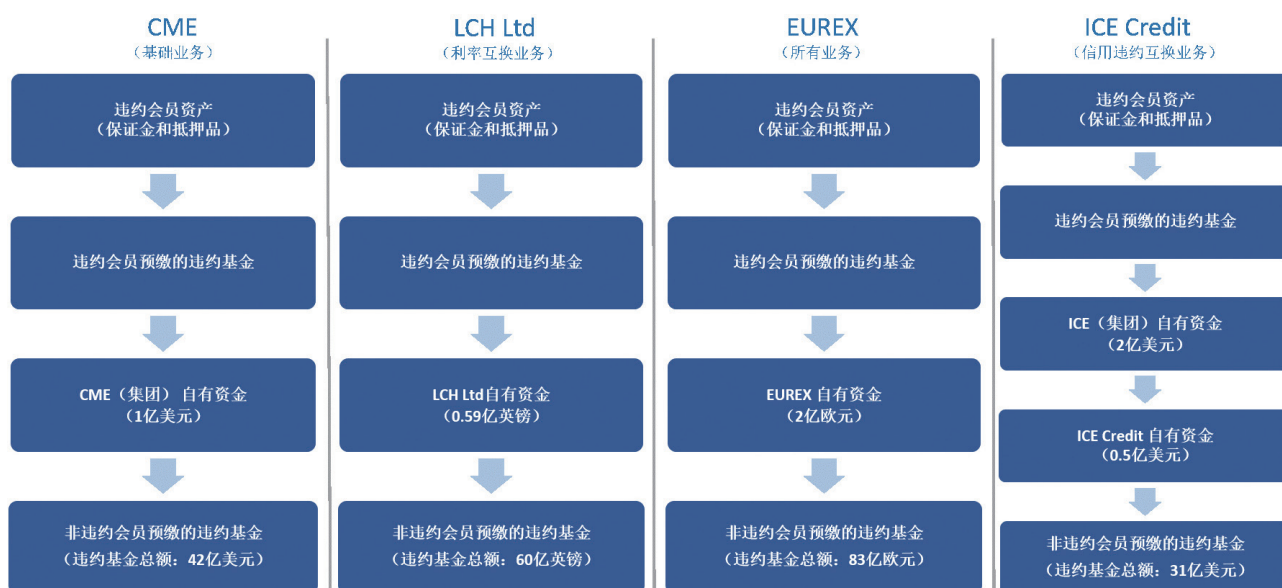 CME
（基础业务）
违约会员资产
（保证金和抵押品）
违约会员预缴的违约基金
CME（集团） 自有资金
（1亿美元）
非违约会员预缴的违约基金
（违约基金总额：42亿美元）
LCH Ltd
（利率互换业务）
违约会员资产
（保证金和抵押品）
违约会员预缴的违约基金
LCH Ltd自有资金
（0.59亿英镑）
非违约会员预缴的违约基金
（违约基金总额：60亿英镑）
EUREX
（所有业务）
违约会员资产
（保证金和抵押品）
违约会员预缴的违约基金
EUREX 自有资金
（2亿欧元）
非违约会员预缴的违约基金
（违约基金总额：83亿欧元）
ICE Credit
（信用违约互换业务）
违约会员资产
（保证金和抵押品）
违约会员预缴的违约基金
ICE（集团）自有资金
（2亿美元）
ICE Credit 自有资金
（0.5亿美元）
非违约会员预缴的违约基金
（违约基金总额：31亿美元）